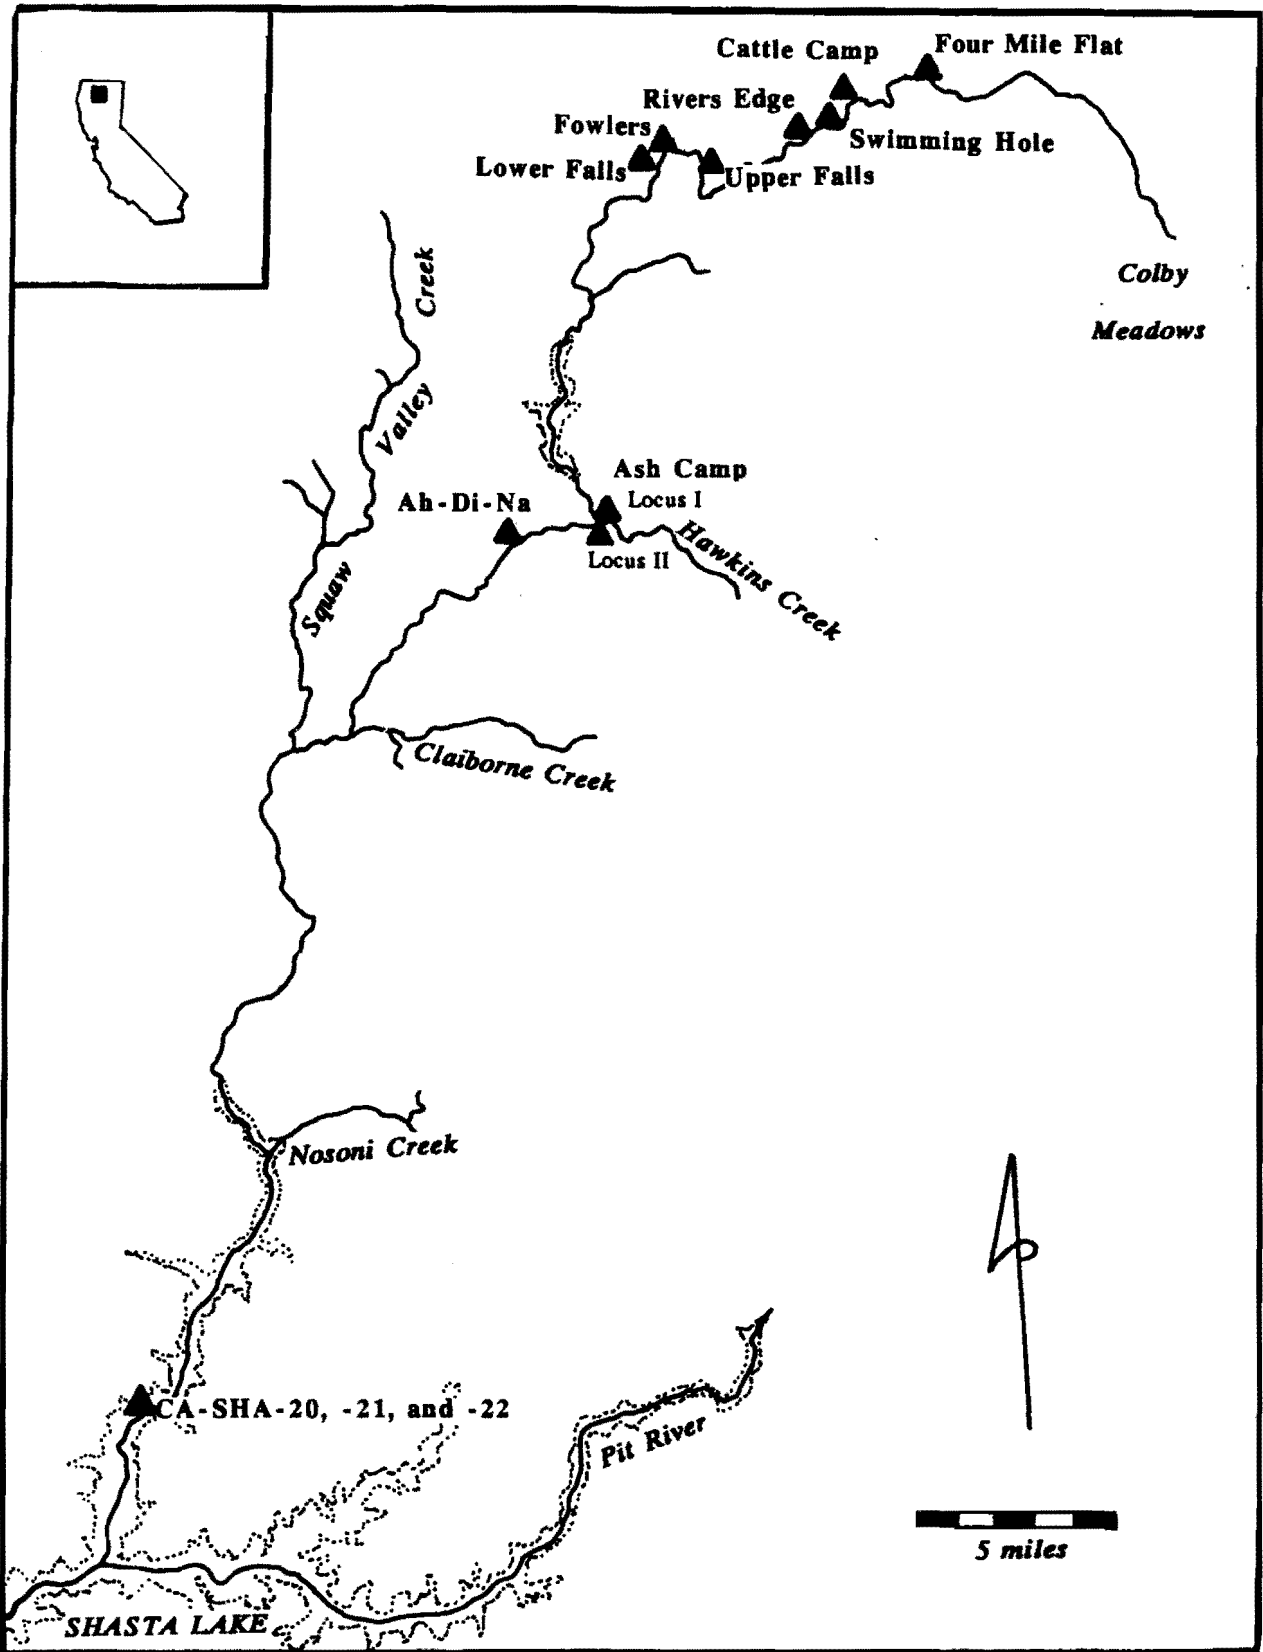 Cattle Camp
Four Mile Flat
Rivers Edge
Fowlers
Swimming Hole
Lower Falls
Upper Falls
Colby
Meadows
Squaw Valley Creek
Ash Camp
Locus I
Ah-Di-Na
Locus II
Hawkins Creek
Claiborne Creek
Nosoni Creek
CA-SHA-20, -21, and -22
Pit River
5 miles
SHASTA LAKE